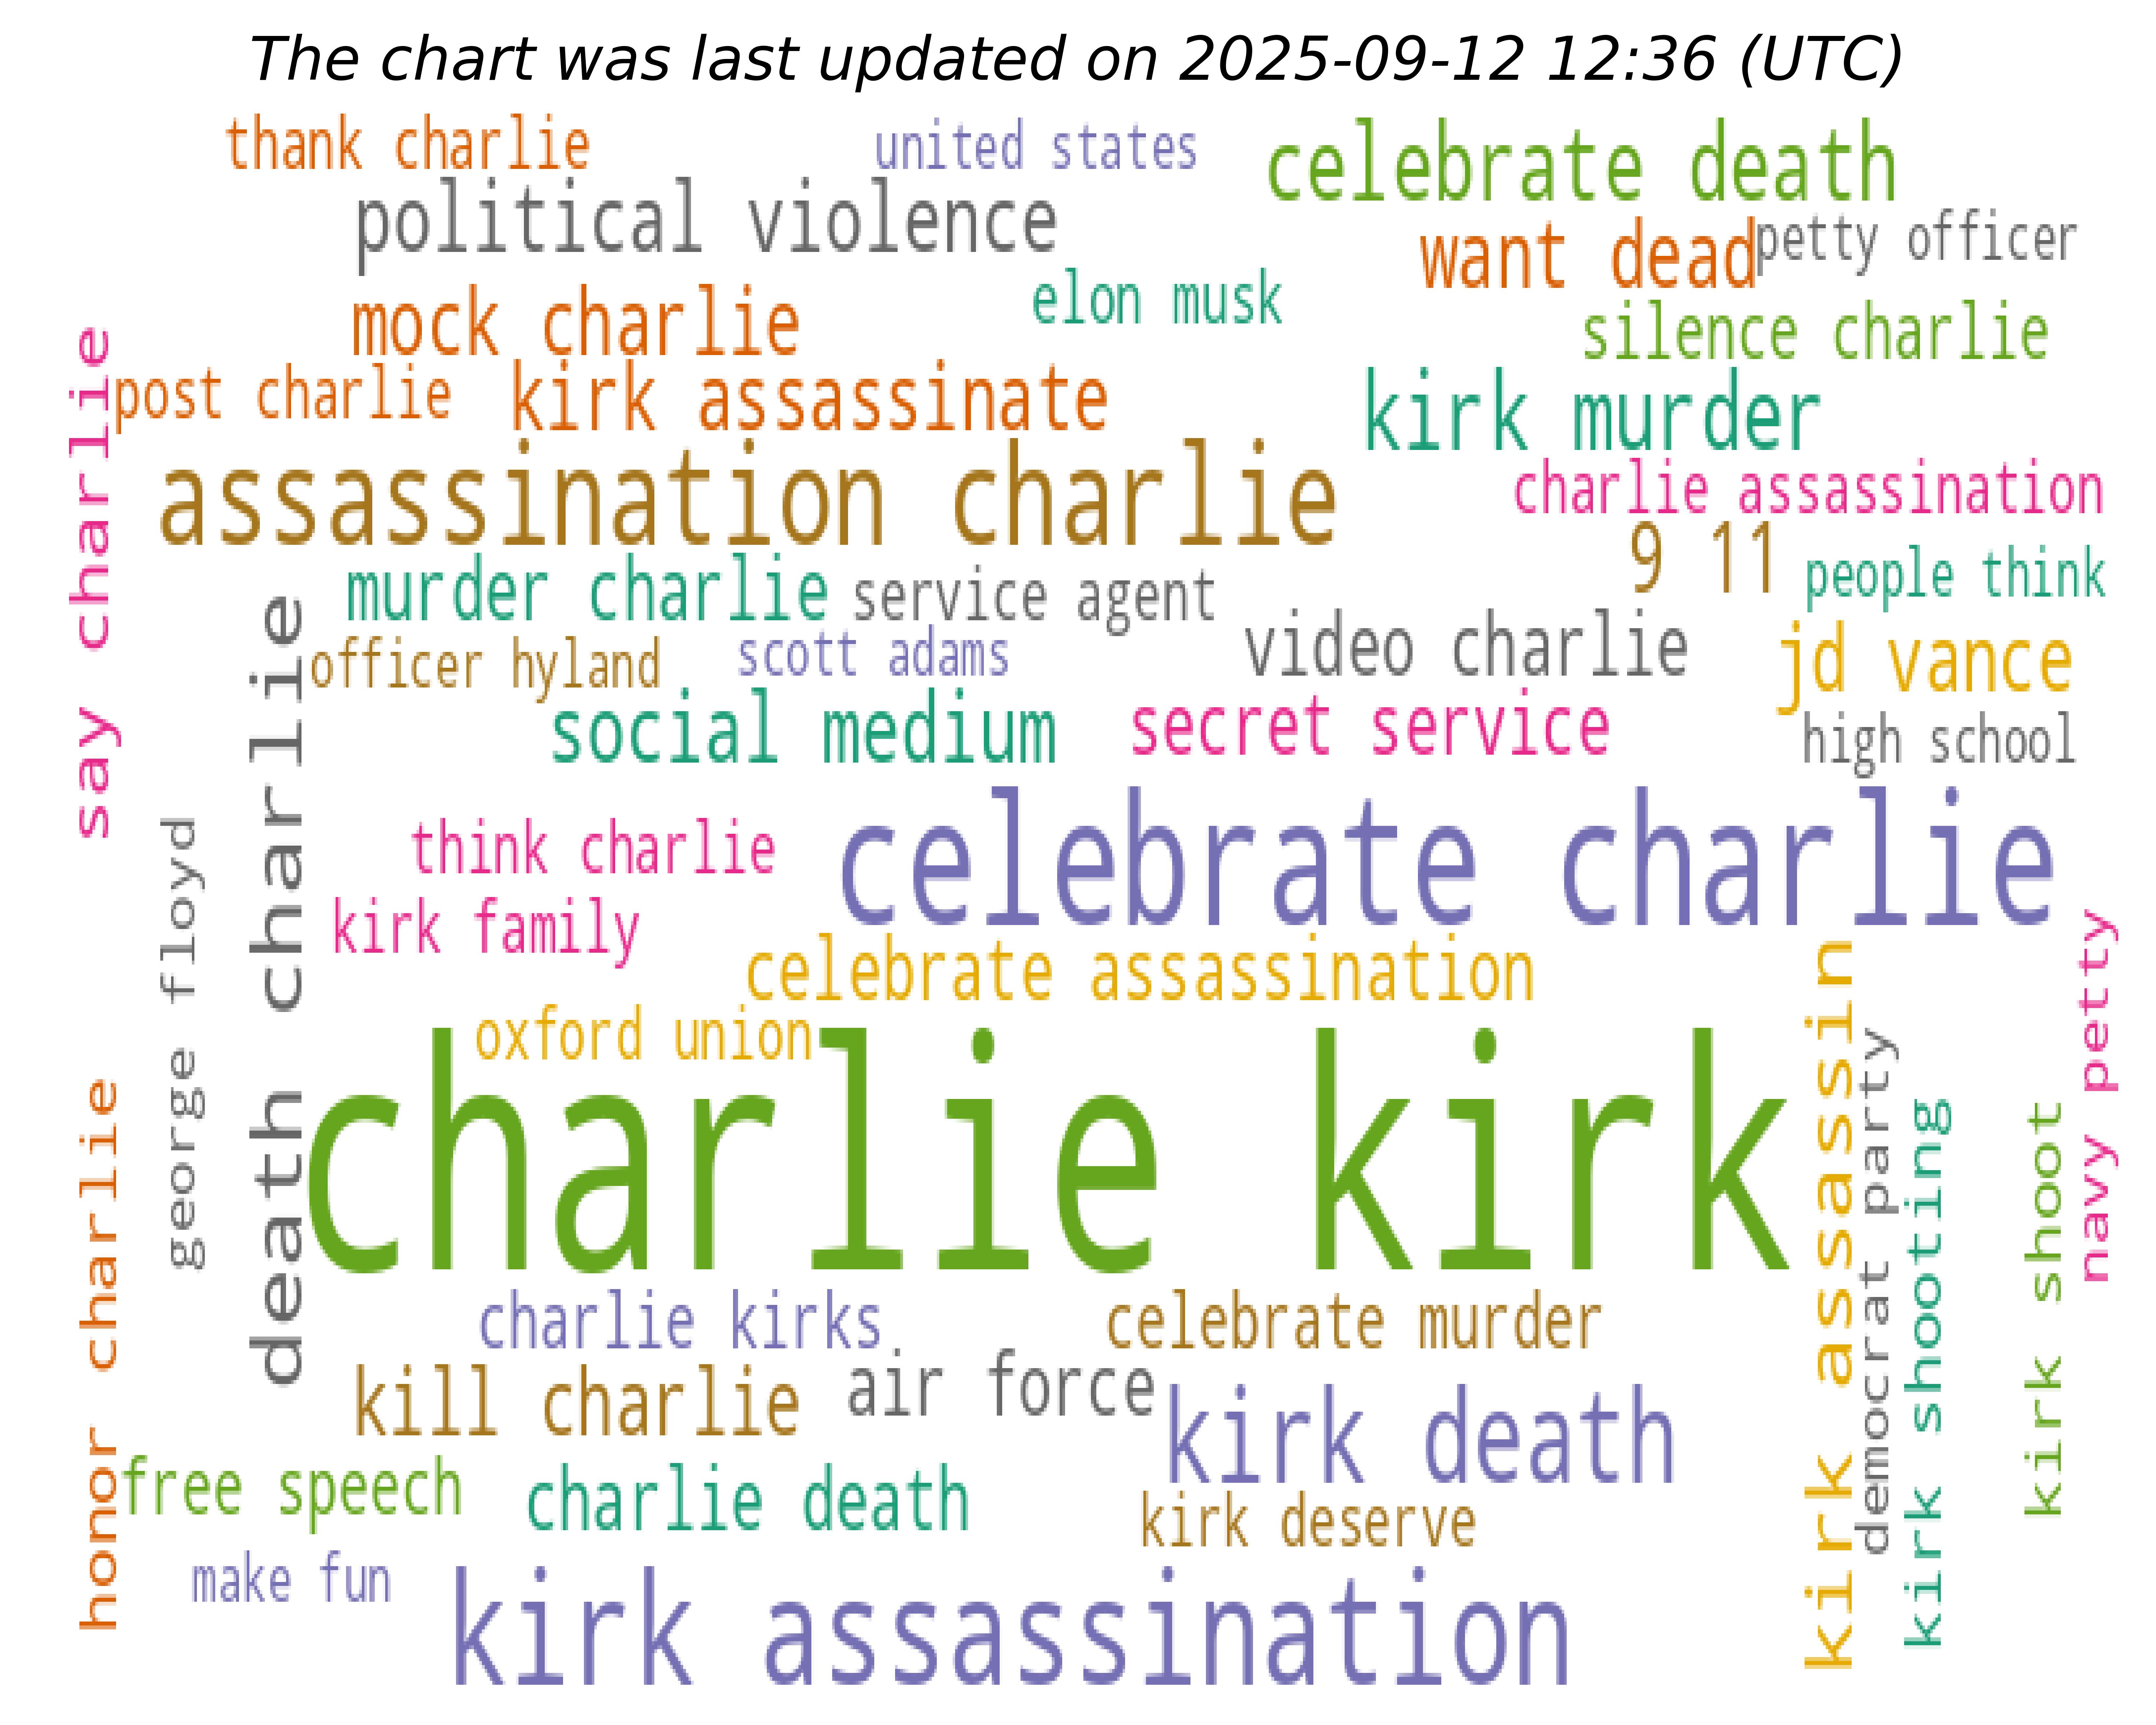 The chart was last updated on 2025-09-12 12:36 (UTC)
thank charlie
united states
celebrate death
political violence
want dead
petty officer
mock charlie
elon musk
silence charlie
say charlie
post charlie
kirk assassinate
kirk murder
assassination charlie
charlie assassination
9 11
people think
murder charlie
service agent
video charlie
jd vance
officer hyland
scott adams
social medium
secret service
high school
death charlie
george floyd
think charlie
celebrate charlie
kirk family
celebrate assassination
oxford union
charlie kirk
kirk assassin
democrat party
kirk shooting
kirk shoot
navy petty
honor charlie
charlie kirks
celebrate murder
kill charlie
air force
kirk death
free speech
charlie death
kirk deserve
make fun
kirk assassination